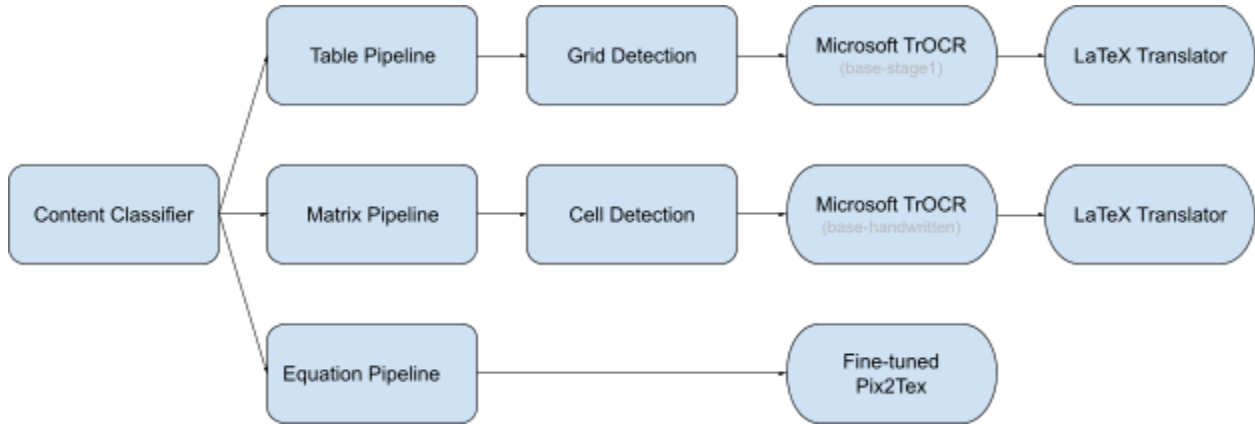 Table Pipeline
Grid Detection
Microsoft TrOCR
(base-stage1)
LaTeX Translator
Content Classifier
Matrix Pipeline
Cell Detection
Microsoft TrOCR
(base-handwritten)
LaTeX Translator
Equation Pipeline
Fine-tuned
Pix2Tex